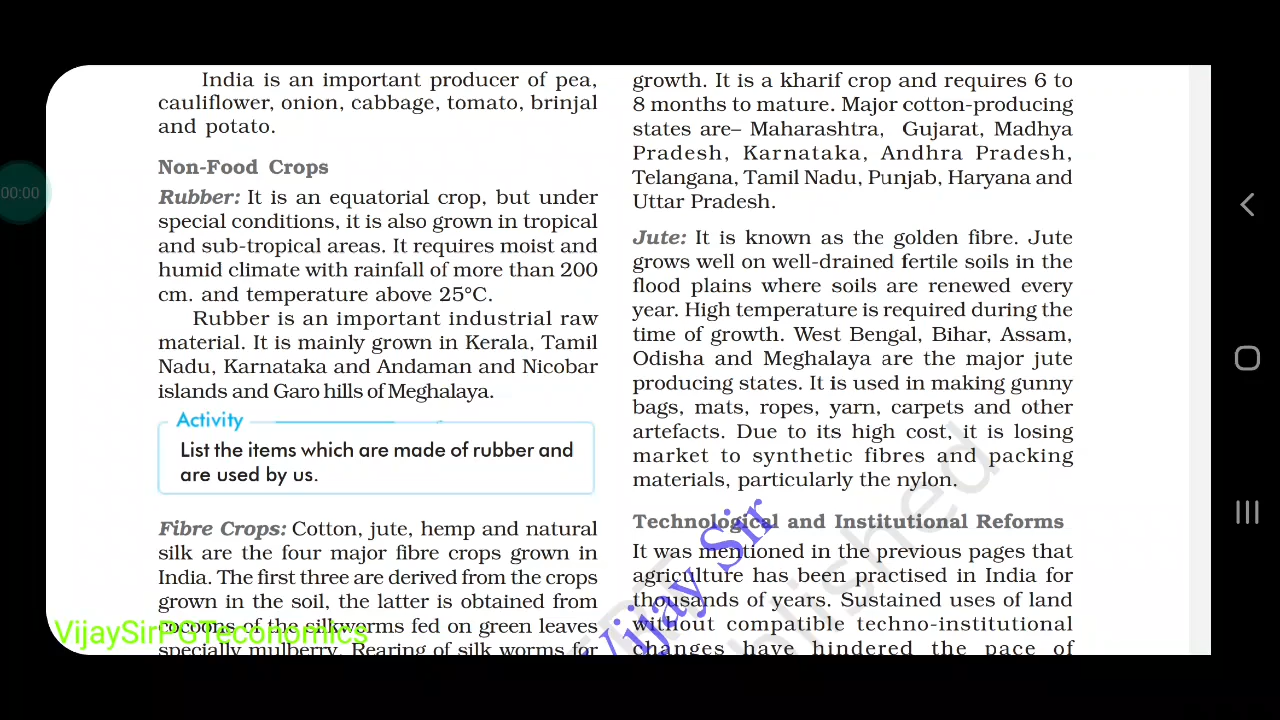 India is an important producer of pea,
cauliflower, onion, cabbage, tomato, brinjal
and potato.
Non-Food Crops
Rubber: It is an equatorial crop, but under
special conditions, it is also grown in tropical
and sub-tropical areas. It requires moist and
humid climate with rainfall of more than 200
cm. and temperature above 25°C.
Rubber is an important industrial raw
material. It is mainly grown in Kerala, Tamil
Nadu, Karnataka and Andaman and Nicobar
islands and Garo hills of Meghalaya.
Activity
List the items which are made of rubber and
are used by us.
Fibre Crops: Cotton, jute, hemp and natural
silk are the four major fibre crops grown in
India. The first three are derived from the crops
grown in the soil, the latter is obtained from
cocoons of the silkworms fed on green leaves
specially mulberry. Rearing of silk worms for
growth. It is a kharif crop and requires 6 to
8 months to mature. Major cotton-producing
states are– Maharashtra, Gujarat, Madhya
Pradesh, Karnataka, Andhra Pradesh,
Telangana, Tamil Nadu, Punjab, Haryana and
Uttar Pradesh.
Jute: It is known as the golden fibre. Jute
grows well on well-drained fertile soils in the
flood plains where soils are renewed every
year. High temperature is required during the
time of growth. West Bengal, Bihar, Assam,
Odisha and Meghalaya are the major jute
producing states. It is used in making gunny
bags, mats, ropes, yarn, carpets and other
artefacts. Due to its high cost, it is losing
market to synthetic fibres and packing
materials, particularly the nylon.
Technological and Institutional Reforms
It was mentioned in the previous pages that
agriculture has been practised in India for
thousands of years. Sustained uses of land
without compatible techno-institutional
changes have hindered the pace of
00:00
VijaySirPGTeconomics
Vijay Sir